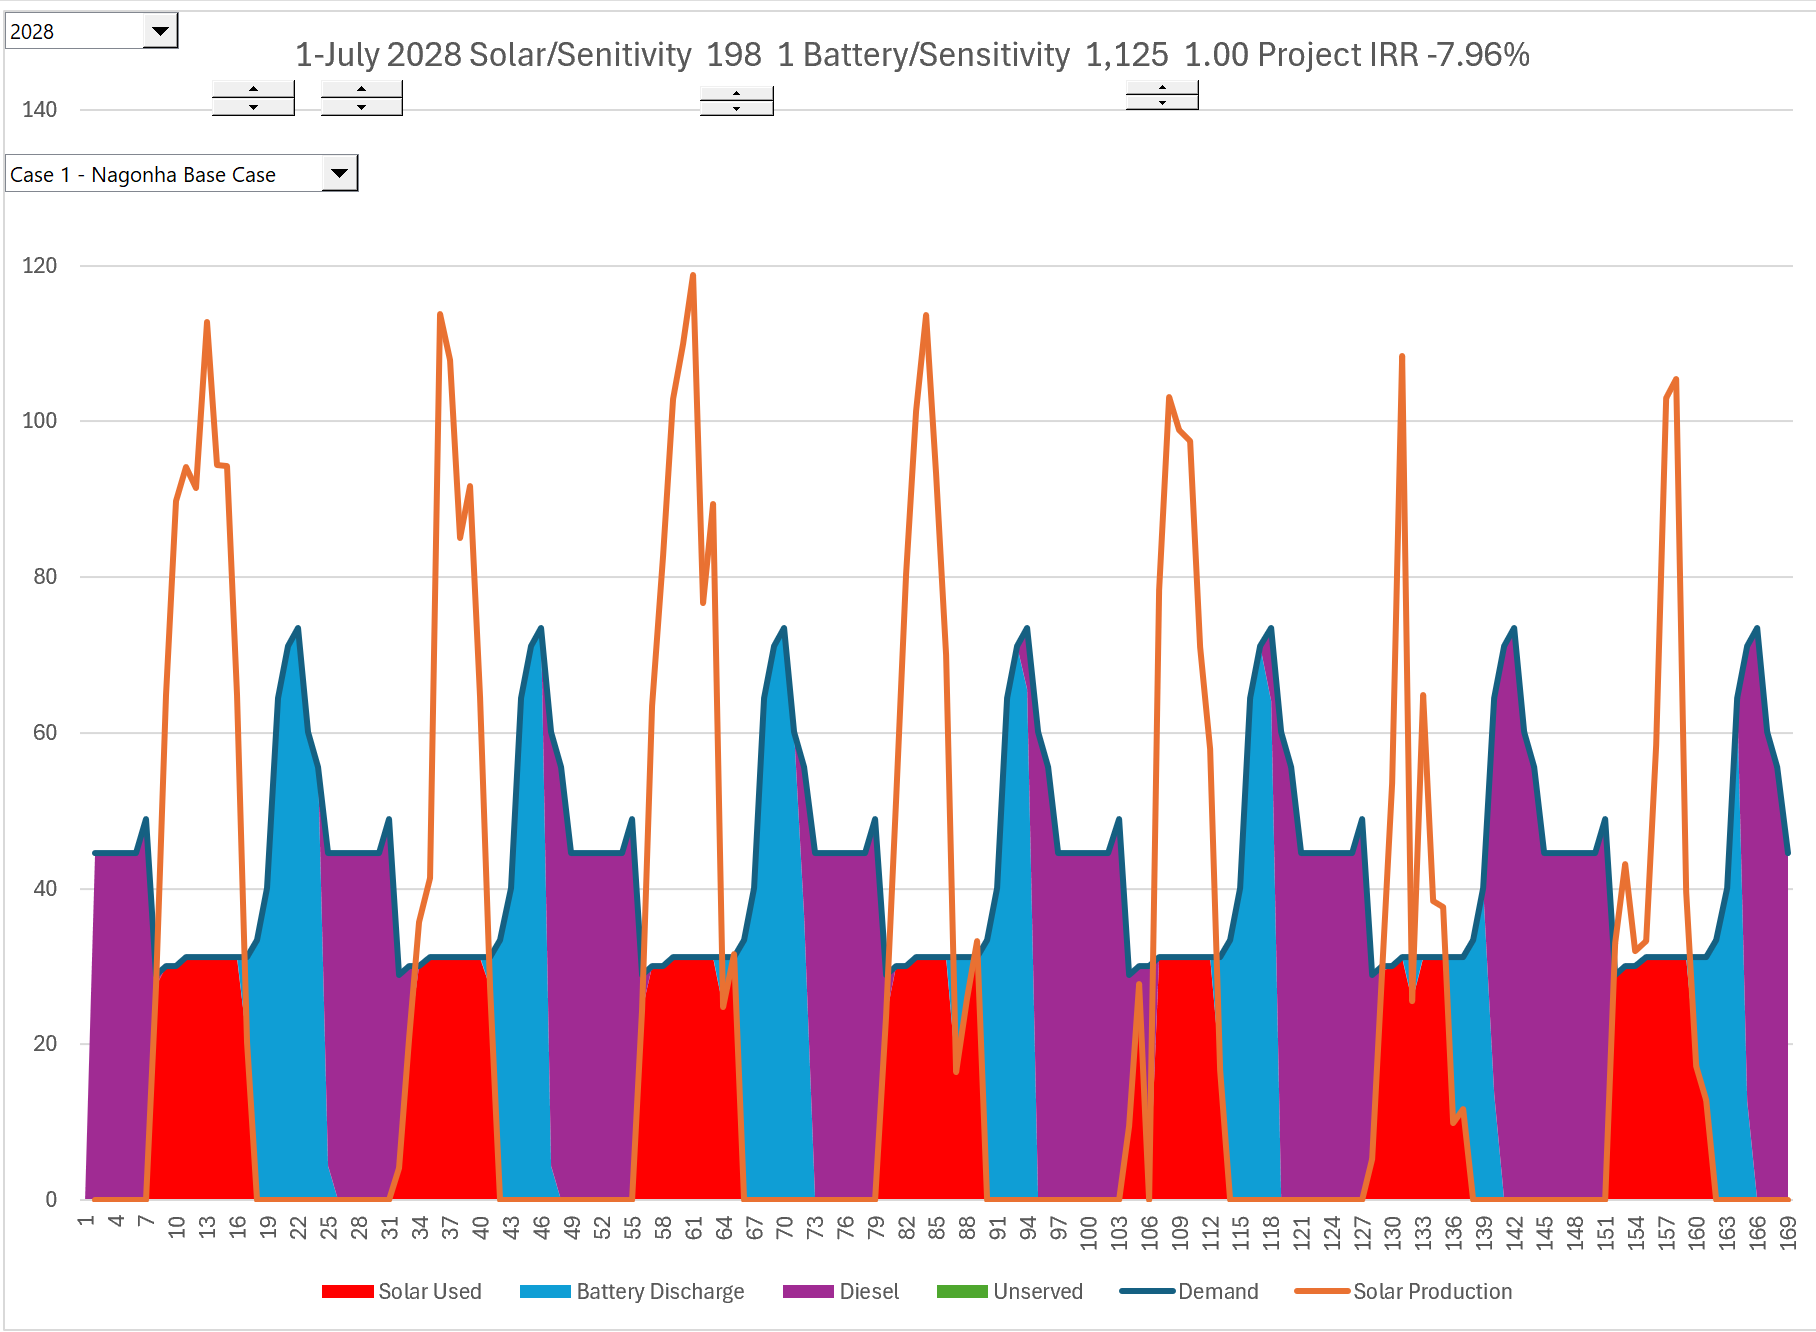 2028
1-July 2028 Solar/Senitivity 198 1 Battery/Sensitivity 1,125 1.00 Project IRR -7.96%
140
Case 1 - Nagonha Base Case
120
100
80
60
40
20
0
1 4 7 10 13 16 19 22 25 28 31 34 37 40 43 46 49 52 55 58 61 64 67 70 73 76 79 82 85 88 91 94 97 100 103 106 109 112 115 118 121 124 127 130 133 136 139 142 145 148 151 154 157 160 163 166 169
Solar Used Battery Discharge Diesel Unserved Demand Solar Production